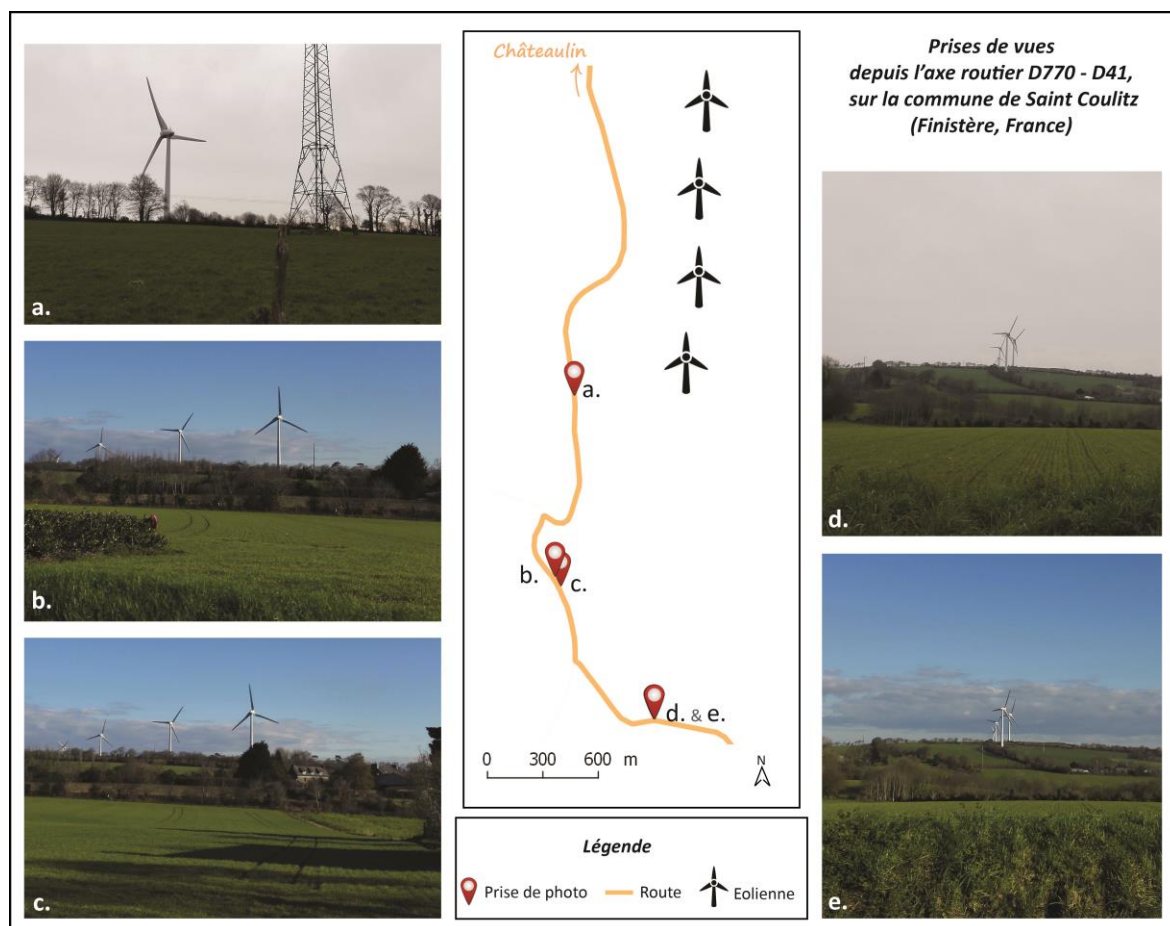 Prises de vues
depuis l'axe routier D770 - D41,
sur la commune de Saint Coulitz
(Finistère, France)
Châteaulin
a.
b.
c.
d. & e.
0 300 600 m
N
Légende
Prise de photo
Route
Eolienne
a.
b.
c.
d.
e.